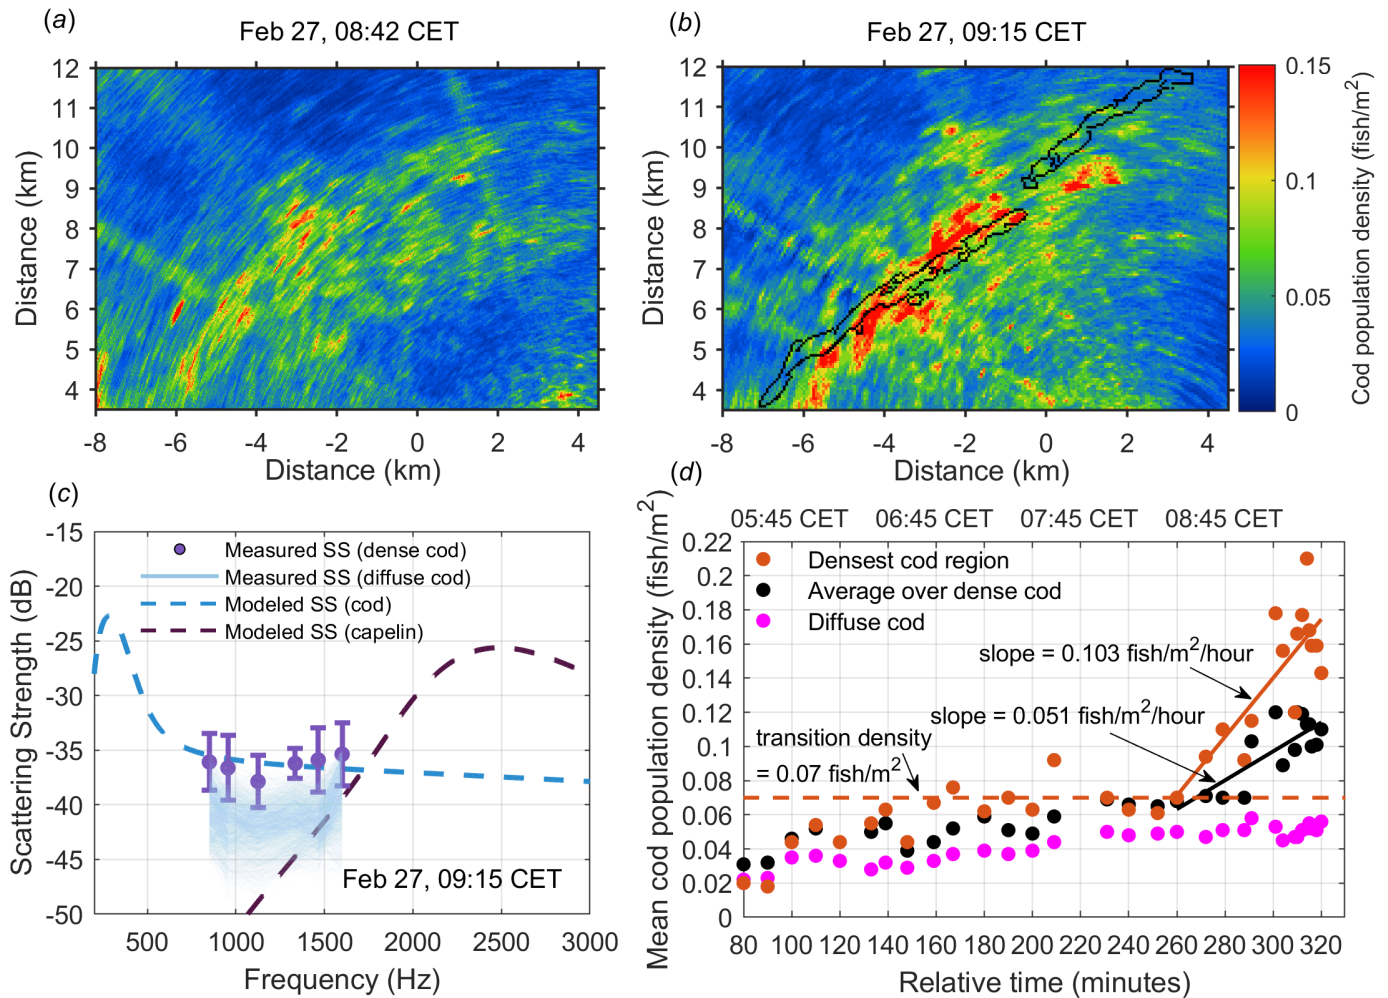 (a)
Feb 27, 08:42 CET
12
11
10
9
8
7
6
5
4
Distance (km)
-8
-6
-4
-2
0
2
4
Distance (km)
(b)
Feb 27, 09:15 CET
12
11
10
9
8
7
6
5
4
Distance (km)
-8
-6
-4
-2
0
2
4
Distance (km)
0.15
0.1
0.05
0
Cod population density (fish/m²)
(c)
-15
-20
-25
-30
-35
-40
-45
-50
Scattering Strength (dB)
Measured SS (dense cod)
Measured SS (diffuse cod)
Modeled SS (cod)
Modeled SS (capelin)
Feb 27, 09:15 CET
500
1000
1500
2000
2500
3000
Frequency (Hz)
(d)
05:45 CET
06:45 CET
07:45 CET
08:45 CET
0.22
0.2
0.18
0.16
0.14
0.12
0.1
0.08
0.06
0.04
0.02
0
Mean cod population density (fish/m²)
Densest cod region
Average over dense cod
Diffuse cod
slope = 0.103 fish/m²/hour
slope = 0.051 fish/m²/hour
transition density
= 0.07 fish/m²
80
100
120
140
160
180
200
220
240
260
280
300
320
Relative time (minutes)